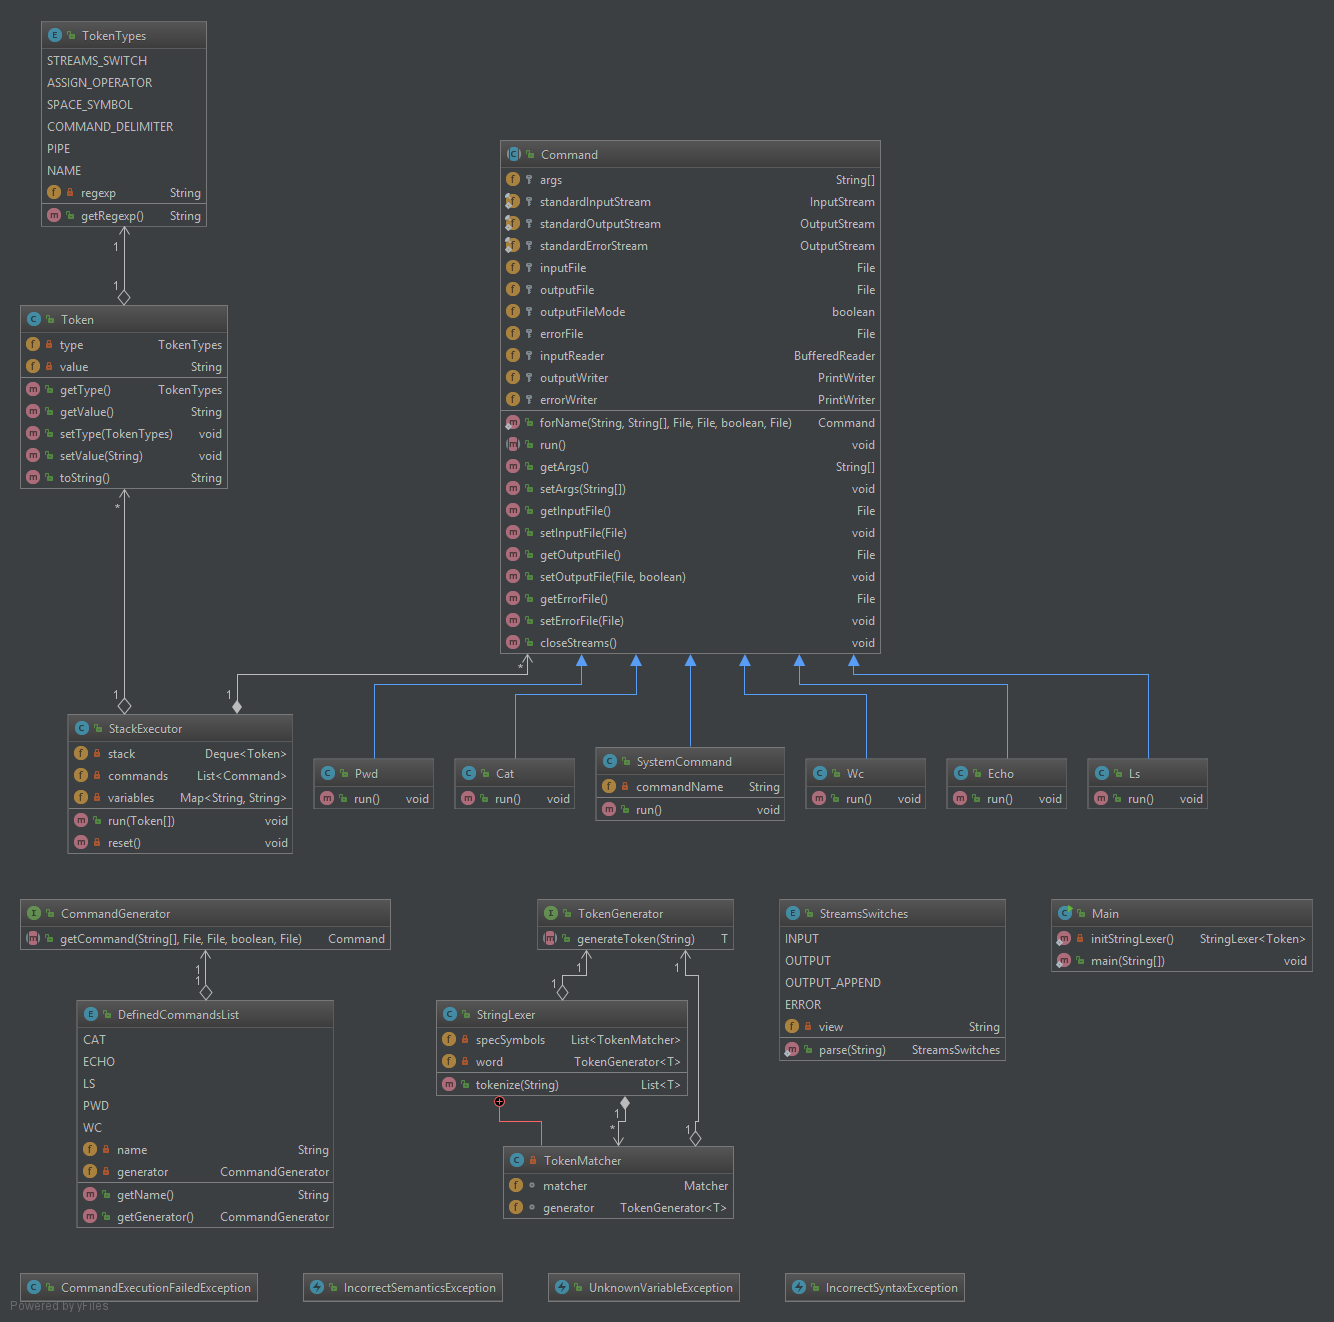 TokenTypes
STREAMS_SWITCH
ASSIGN_OPERATOR
SPACE_SYMBOL
COMMAND_DELIMITER
PIPE
NAME
regexp String
getRegexp() String
1
1
Token
type TokenTypes
value String
getType() TokenTypes
getValue() String
setType(TokenTypes) void
setValue(String) void
toString() String
*
1
Command
args String[]
standardInputStream InputStream
standardOutputStream OutputStream
standardErrorStream OutputStream
inputFile File
outputFile File
outputFileMode boolean
errorFile File
inputReader BufferedReader
outputWriter PrintWriter
errorWriter PrintWriter
forName(String, String[], File, File, boolean, File) Command
run() void
getArgs() String[]
setArgs(String[]) void
getInputFile() File
setInputFile(File) void
getOutputFile() File
setOutputFile(File, boolean) void
getErrorFile() File
setErrorFile(File) void
closeStreams() void
*
1
StackExecutor
stack Deque<Token>
commands List<Command>
variables Map<String, String>
run(Token[]) void
reset() void
Pwd
run() void
Cat
run() void
SystemCommand
commandName String
run() void
Wc
run() void
Echo
run() void
Ls
run() void
CommandGenerator
getCommand(String[], File, File, boolean, File) Command
1
1
DefinedCommandsList
CAT
ECHO
LS
PWD
WC
name String
generator CommandGenerator
getName() String
getGenerator() CommandGenerator
TokenGenerator
generateToken(String) T
1
1
1
StringLexer
specSymbols List<TokenMatcher>
word TokenGenerator<T>
tokenize(String) List<T>
1
*
1
TokenMatcher
matcher Matcher
generator TokenGenerator<T>
StreamsSwitches
INPUT
OUTPUT
OUTPUT_APPEND
ERROR
view String
parse(String) StreamsSwitches
Main
initStringLexer() StringLexer<Token>
main(String[]) void
CommandExecutionFailedException
IncorrectSemanticsException
UnknownVariableException
IncorrectSyntaxException
Powered by yFiles